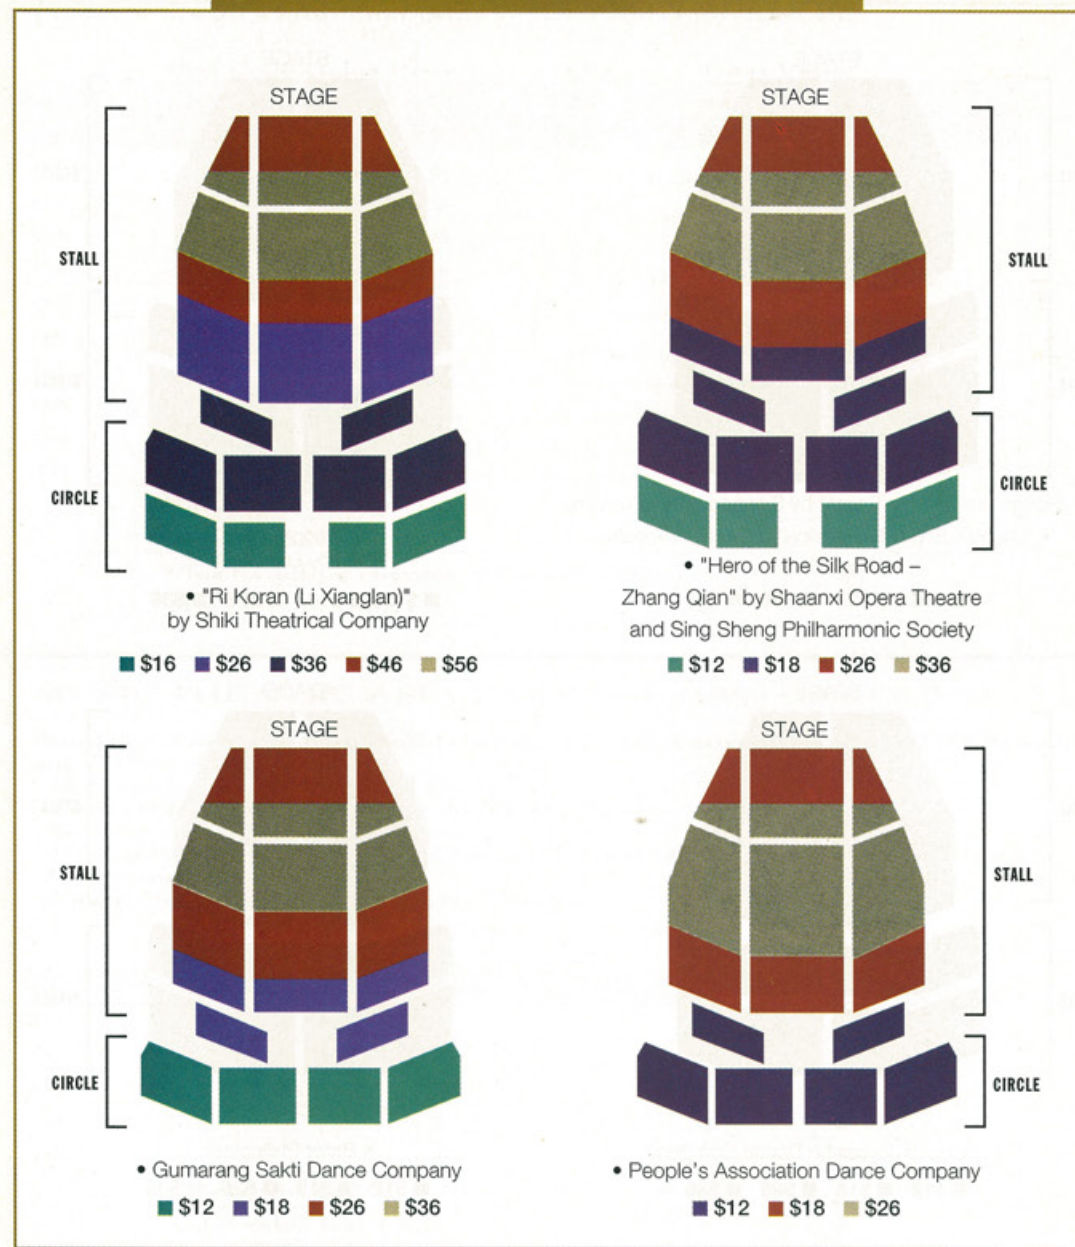 STAGE
STALL
CIRCLE
• "Ri Koran (Li Xianglan)"
by Shiki Theatrical Company
$16 $26 $36 $46 $56
STAGE
STALL
CIRCLE
• "Hero of the Silk Road –
Zhang Qian" by Shaanxi Opera Theatre
and Sing Sheng Philharmonic Society
$12 $18 $26 $36
STAGE
STALL
CIRCLE
• Gumarang Sakti Dance Company
$12 $18 $26 $36
STAGE
STALL
CIRCLE
• People's Association Dance Company
$12 $18 $26